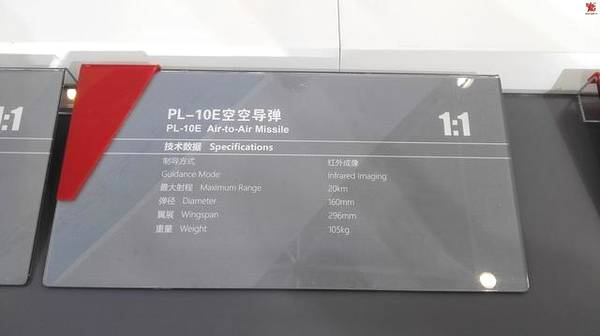 1:1
PL-10E空空导弹
PL-10E Air-to-Air Missile
1:1
技术数据 Specifications
制导方式 红外成像
Guidance Mode Infrared Imaging
最大射程 Maximum Range 20km
弹径 Diameter 160mm
翼展 Wingspan 296mm
重量 Weight 105kg